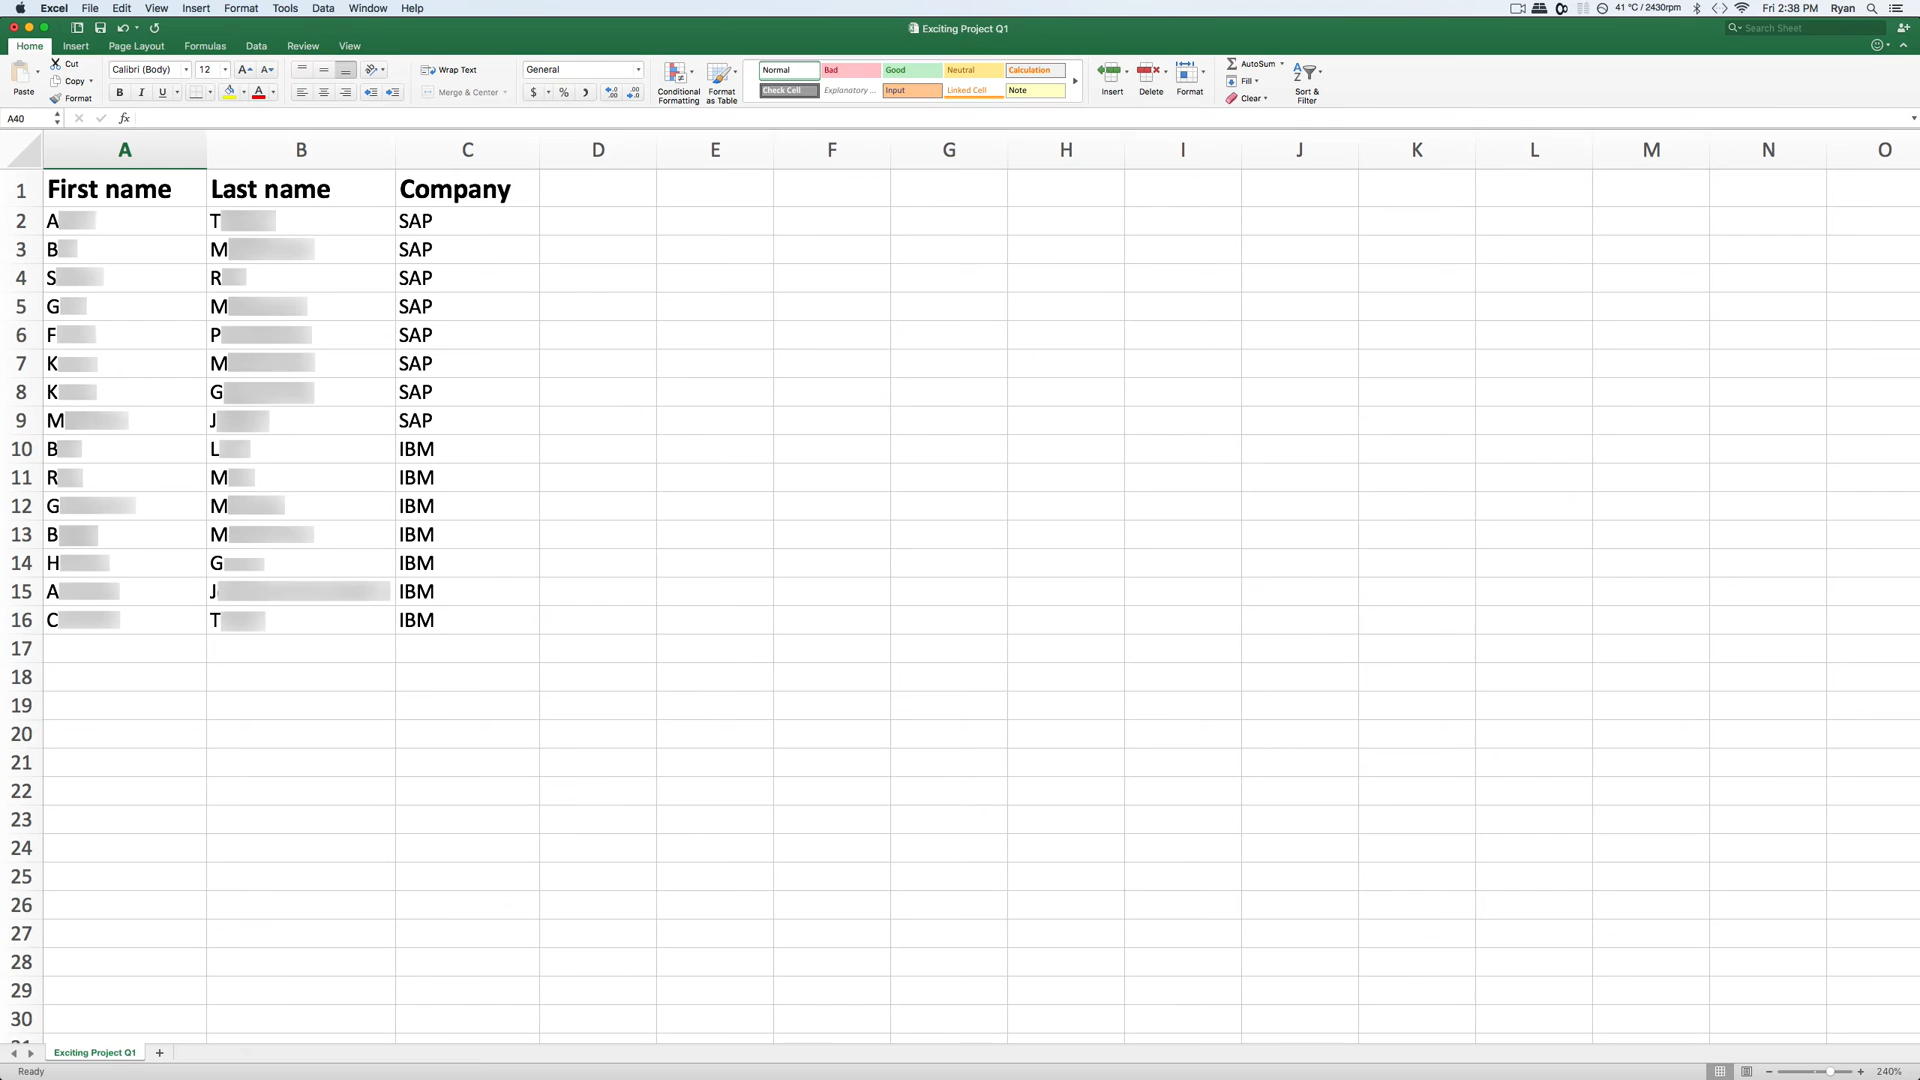 Excel File Edit View Insert Format Tools Data Window Help 41 °C / 2430rpm Fri 2:38 PM Ryan
Exciting Project Q1 Search Sheet
Home Insert Page Layout Formulas Data Review View
Paste Cut Copy Format
Calibri (Body) 12 Wrap Text General
B I U Merge & Center $ % )
Conditional Formatting Format as Table
Normal Bad Good Neutral Calculation
Check Cell Explanatory ... Input Linked Cell Note
Insert Delete Format
AutoSum Fill Clear Sort & Filter
A40 fx
A B C D E F G H I J K L M N O
1 First name Last name Company
2 A T SAP
3 B M SAP
4 S R SAP
5 G M SAP
6 F P SAP
7 K M SAP
8 K G SAP
9 M J SAP
10 B L IBM
11 R M IBM
12 G M IBM
13 B M IBM
14 H G IBM
15 A J IBM
16 C T IBM
17
18
19
20
21
22
23
24
25
26
27
28
29
30
Exciting Project Q1 +
Ready 240%